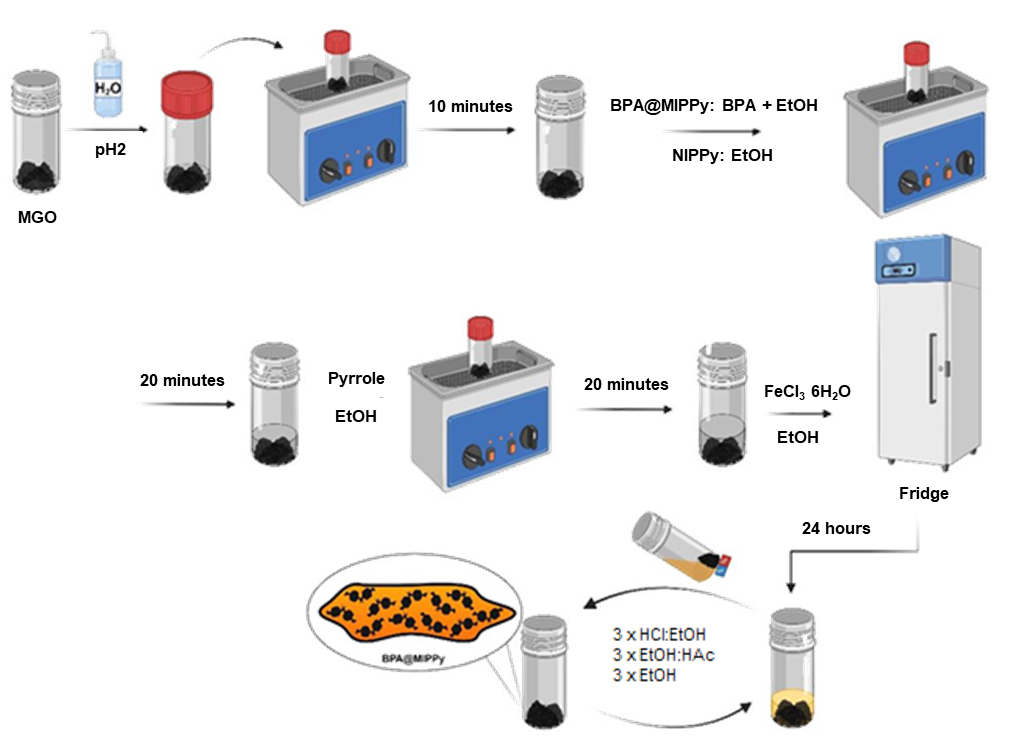 H₂O
pH2
MGO
10 minutes
BPA@MIPPy: BPA + EtOH
NIPPy: EtOH
20 minutes
Pyrrole
EtOH
20 minutes
FeCl₃ 6H₂O
EtOH
Fridge
24 hours
3 x HCl:EtOH
3 x EtOH:HAc
3 x EtOH
BPA@MIPPy